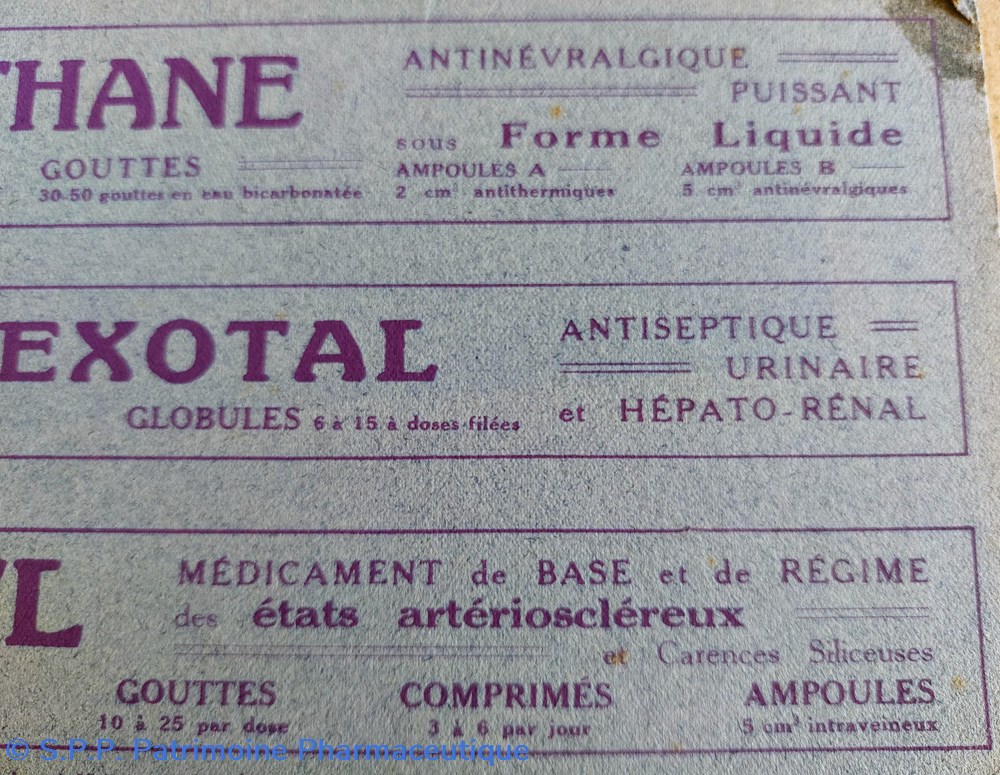 THANE
ANTINÉVRALGIQUE
PUISSANT
sous Forme Liquide
GOUTTES
30-50 gouttes en eau bicarbonatée
AMPOULES A
2 cm³ antithermiques
AMPOULES B
5 cm³ antinévralgiques
EXOTAL
GLOBULES 6 à 15 à doses filées
ANTISEPTIQUE
URINAIRE
et HÉPATO-RÉNAL
YL
MÉDICAMENT de BASE et de RÉGIME
des états artérioscléreux
et Carences Siliceuses
GOUTTES
10 à 25 par dose
COMPRIMÉS
3 à 6 par jour
AMPOULES
5 cm³ intraveineux
© S.P.P. Patrimoine Pharmaceutique